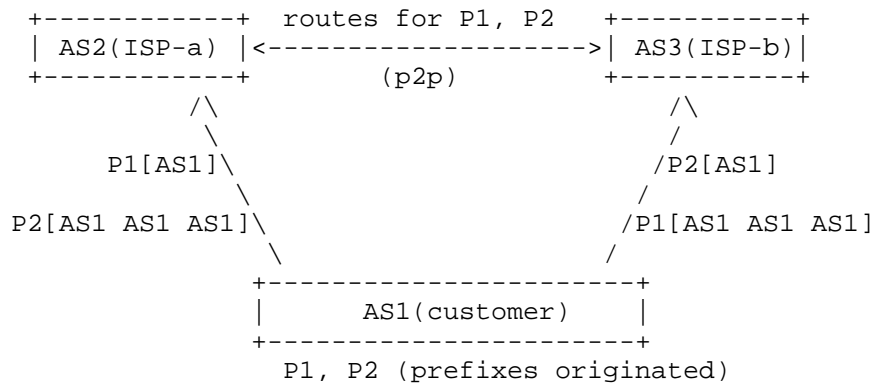 +------------+ routes for P1, P2 +-----------+
| AS2(ISP-a) |<-------------------->| AS3(ISP-b)|
+------------+ (p2p) +-----------+
/\ /\
\ /
P1[AS1]\ /P2[AS1]
\ /
P2[AS1 AS1 AS1]\ /P1[AS1 AS1 AS1]
\ /
+-----------------------+
| AS1(customer) |
+-----------------------+
P1, P2 (prefixes originated)